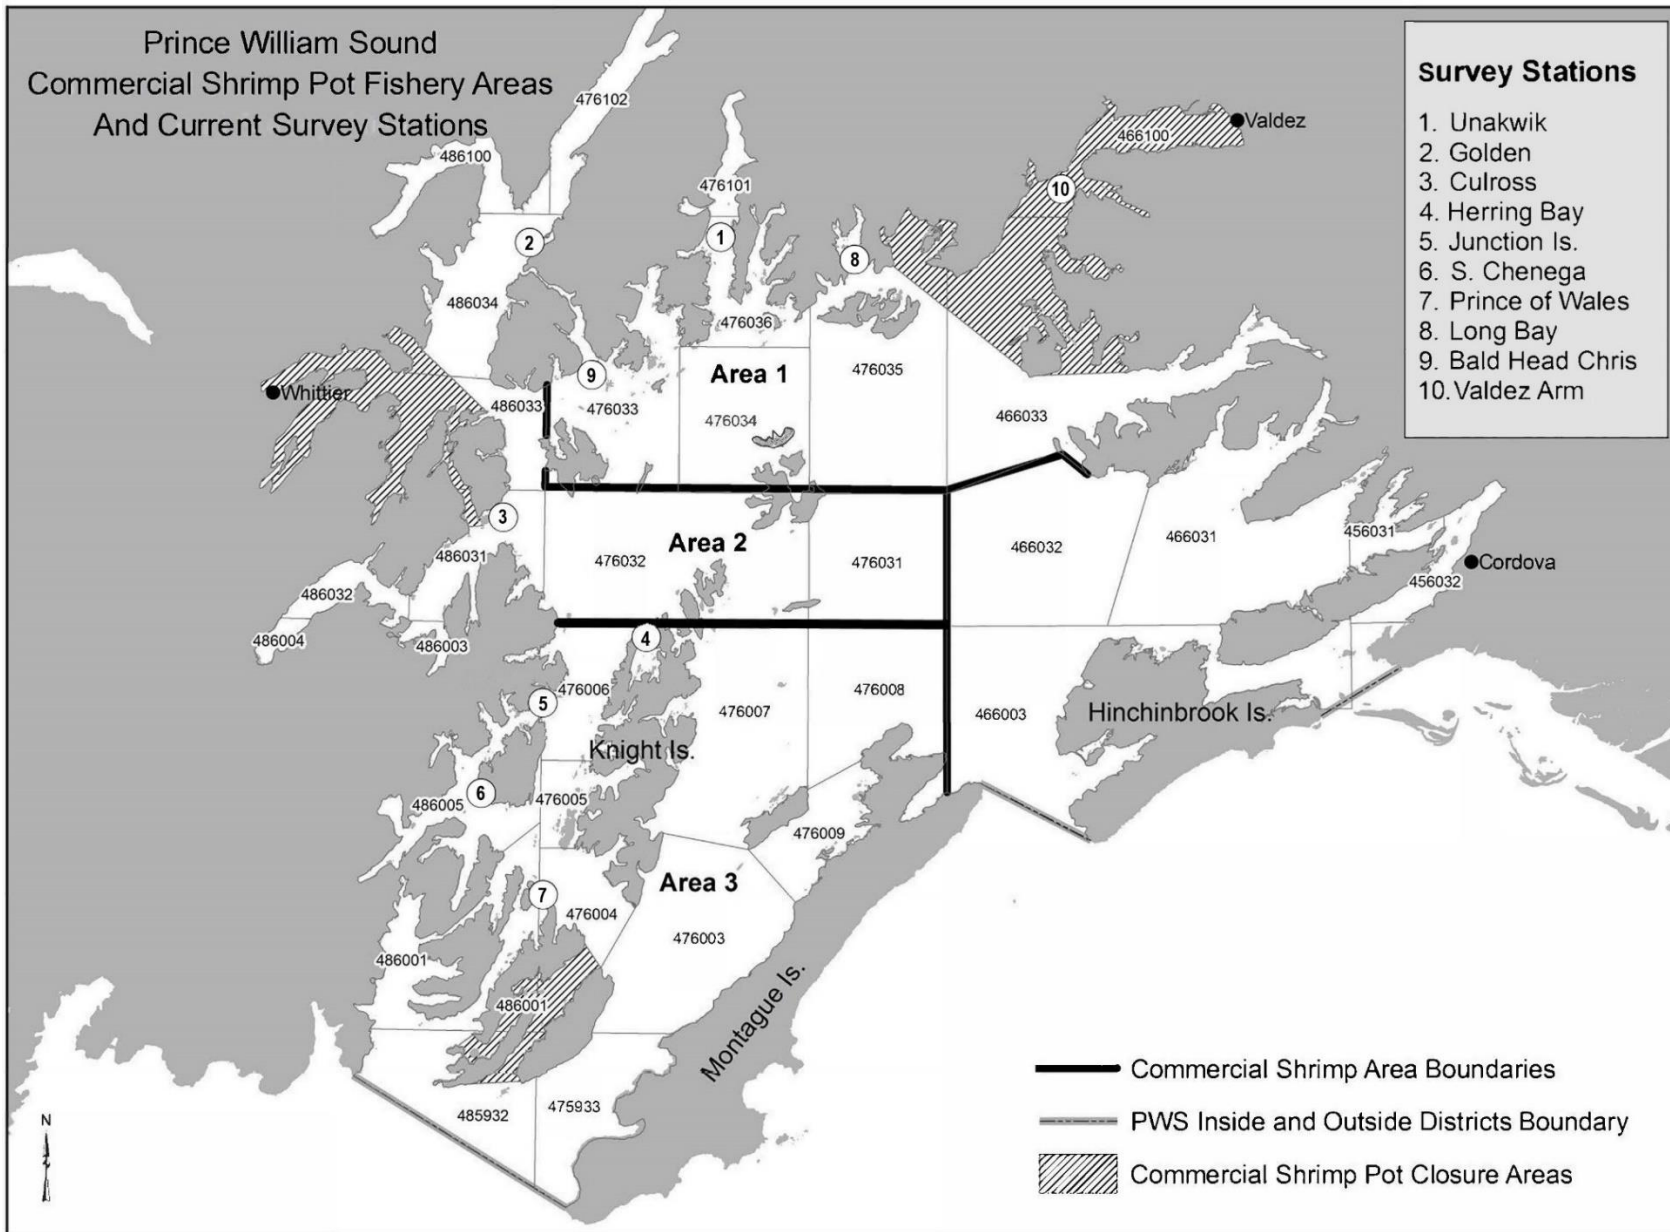 Prince William Sound
Commercial Shrimp Pot Fishery Areas
And Current Survey Stations
Survey Stations
1. Unakwik
2. Golden
3. Culross
4. Herring Bay
5. Junction Is.
6. S. Chenega
7. Prince of Wales
8. Long Bay
9. Bald Head Chris
10. Valdez Arm
476102
486100
476101
466100
Valdez
10
1
2
8
486034
476036
9
Area 1
476035
Whittier
486033
476033
476034
466033
3
486031
476032
Area 2
476031
466032
466031
456031
Cordova
456032
486032
486004
486003
4
5
476006
476007
476008
466003
Hinchinbrook Is.
Knight Is.
6
486005
476005
476009
7
Area 3
476004
476003
486001
486001
Montague Is.
485932
475933
N
Commercial Shrimp Area Boundaries
PWS Inside and Outside Districts Boundary
Commercial Shrimp Pot Closure Areas